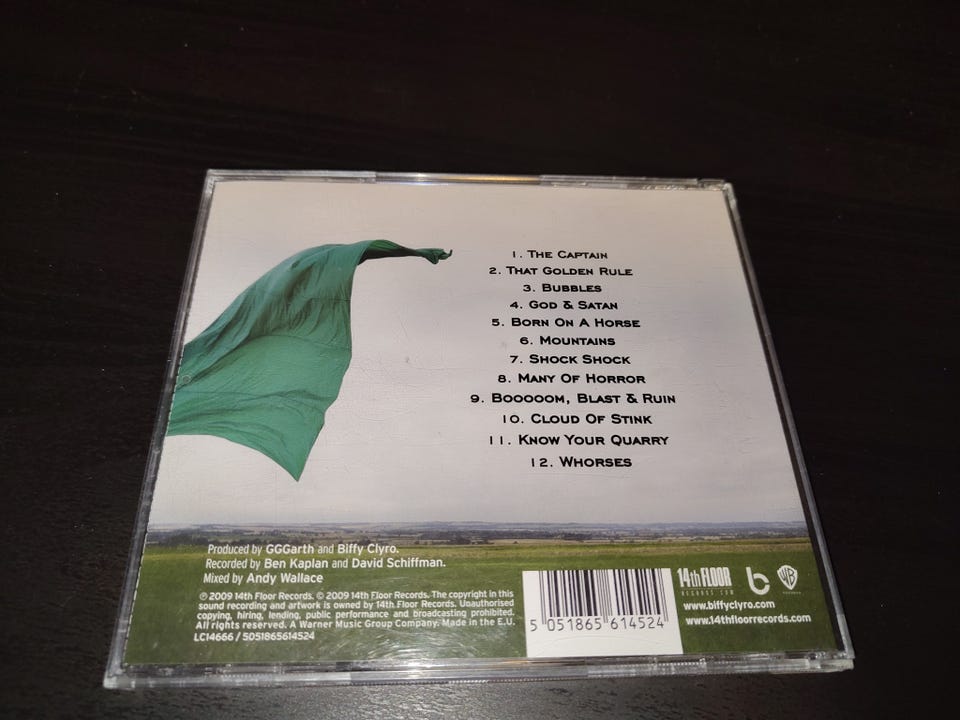 1. The Captain
2. That Golden Rule
3. Bubbles
4. God & Satan
5. Born On A Horse
6. Mountains
7. Shock Shock
8. Many Of Horror
9. Booooom, Blast & Ruin
10. Cloud Of Stink
11. Know Your Quarry
12. Whorses
Produced by GGGarth and Biffy Clyro.
Recorded by Ben Kaplan and David Schiffman.
Mixed by Andy Wallace
℗ 2009 14th Floor Records. © 2009 14th Floor Records. The copyright in this
sound recording and artwork is owned by 14th Floor Records. Unauthorised
copying, hiring, lending, public performance and broadcasting prohibited.
All rights reserved. A Warner Music Group Company. Made in the E.U.
LC14666 / 5051865614524
5 051865 614524
14th FLOOR
RECORDS.COM
b
WB
www.biffyclyro.com
www.14thfloorrecords.com